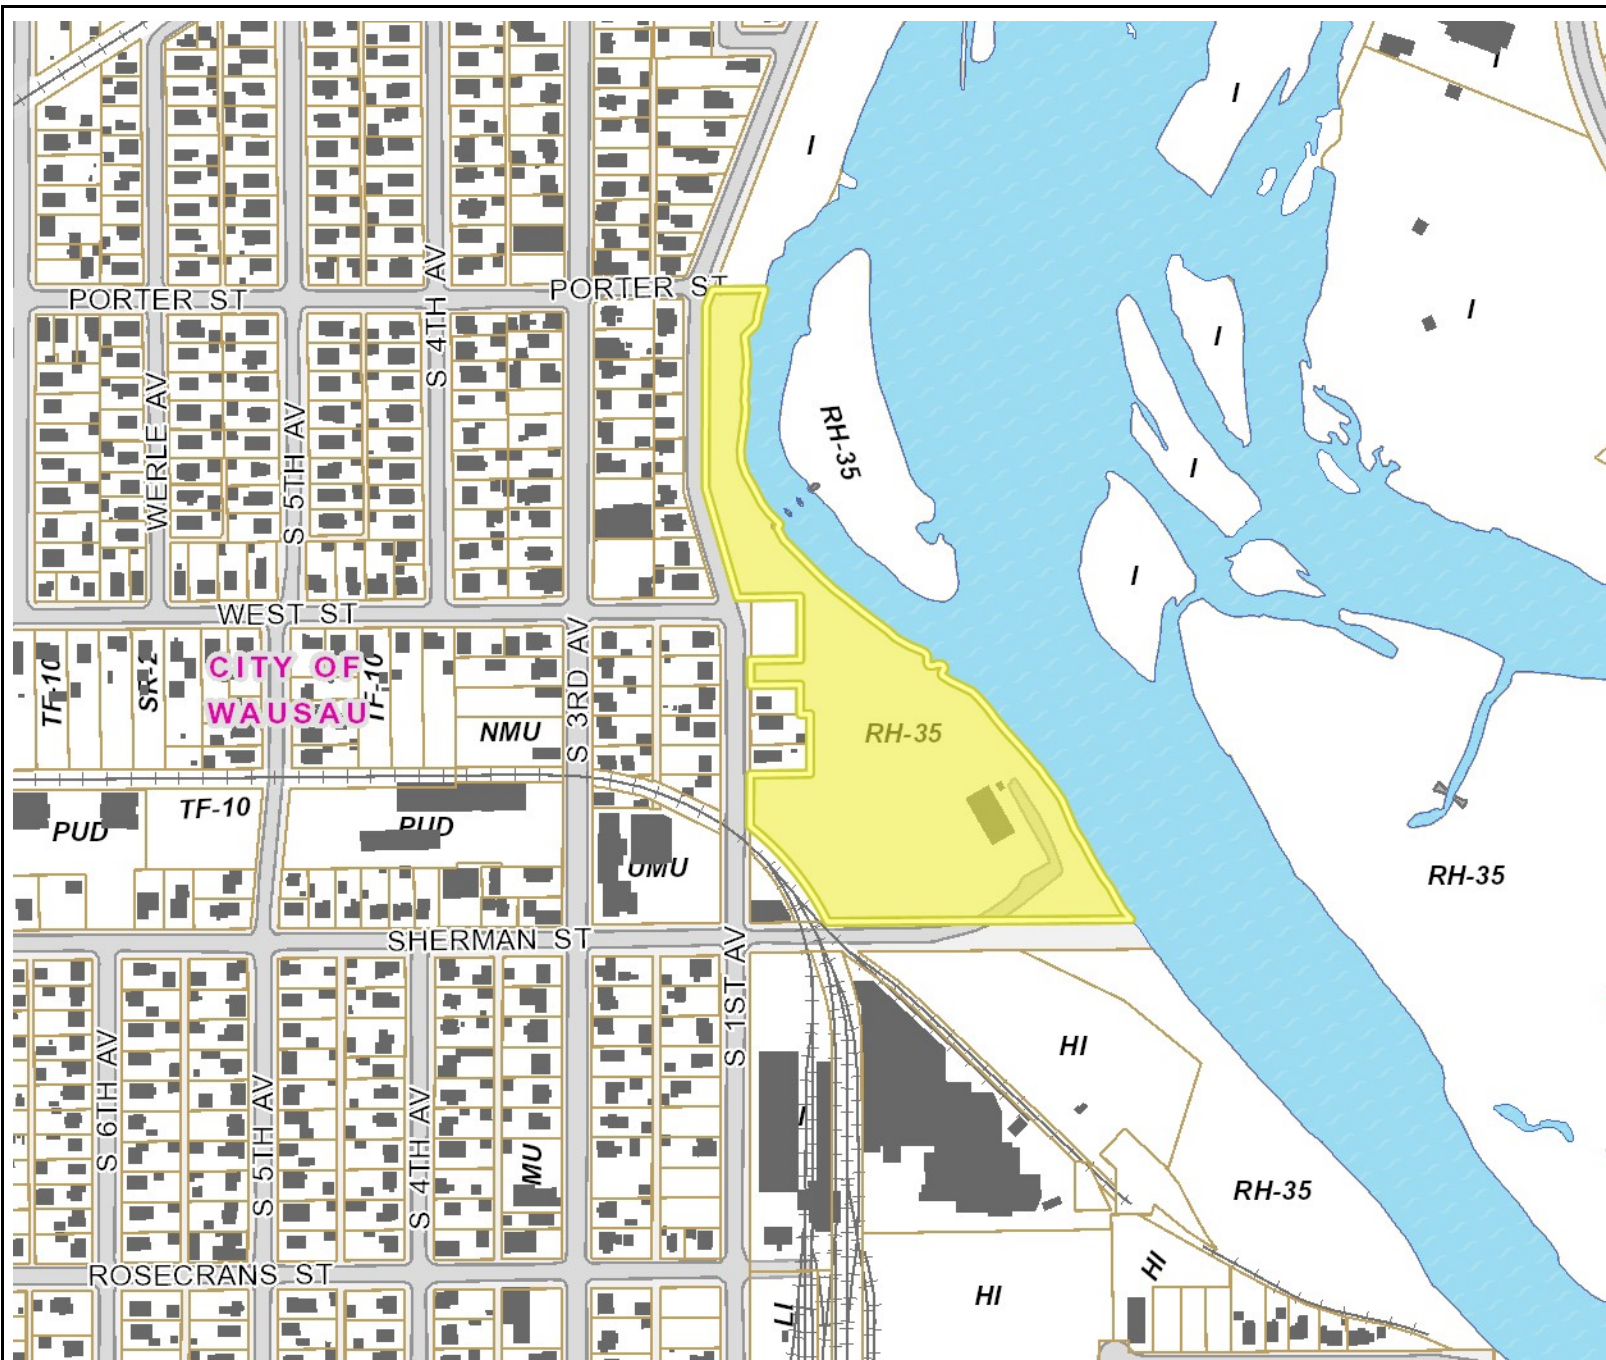 I
I
I
S 4TH AV
PORTER ST
PORTER ST
I
I
RH-35
WERLE AV
S 5TH AV
I
I
WEST ST
TF-10
SR-2
CITY OF
WAUSAU
TF-10
NMU
S 3RD AV
RH-35
TF-10
PUD
PUD
UMU
RH-35
SHERMAN ST
S 1ST AV
HI
S 6TH AV
S 5TH AV
S 4TH AV
MU
I
RH-35
ROSECRANS ST
HI
HI
LI